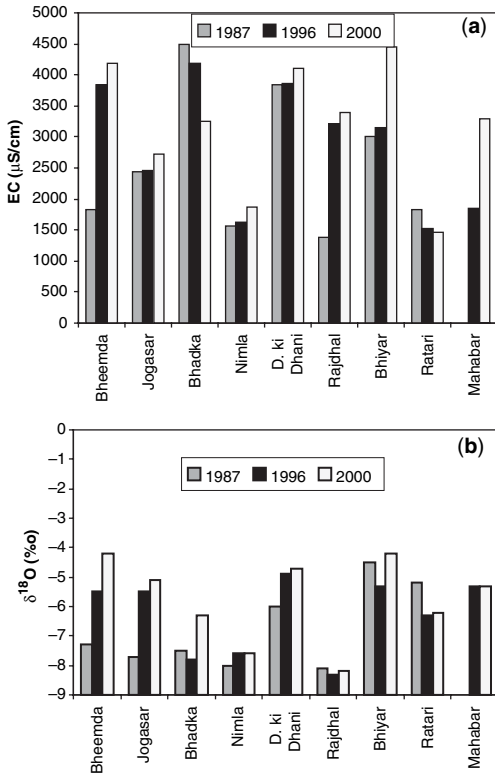 (a)
1987 1996 2000
5000
4500
4000
3500
3000
2500
2000
1500
1000
500
0
EC (µS/cm)
Bheemda
Jogasar
Bhadka
Nimla
D. ki
Dhani
Rajdhal
Bhiyar
Ratari
Mahabar
(b)
1987 1996 2000
0
–1
–2
–3
–4
–5
–6
–7
–8
–9
δ18O (%o)
Bheemda
Jogasar
Bhadka
Nimla
D. ki
Dhani
Rajdhal
Bhiyar
Ratari
Mahabar